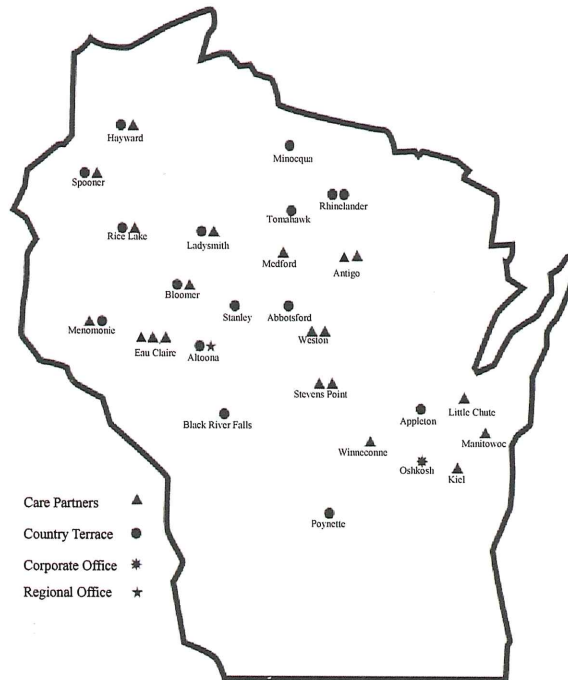 Hayward
Minocqua
Spooner
Rhinelander
Tomahawk
Rice Lake
Ladysmith
Medford
Antigo
Bloomer
Stanley
Abbotsford
Menomonie
Eau Claire
Altoona
Weston
Stevens Point
Black River Falls
Appleton
Little Chute
Winneconne
Manitowoc
Oshkosh
Kiel
Poynette
Care Partners
Country Terrace
Corporate Office
Regional Office